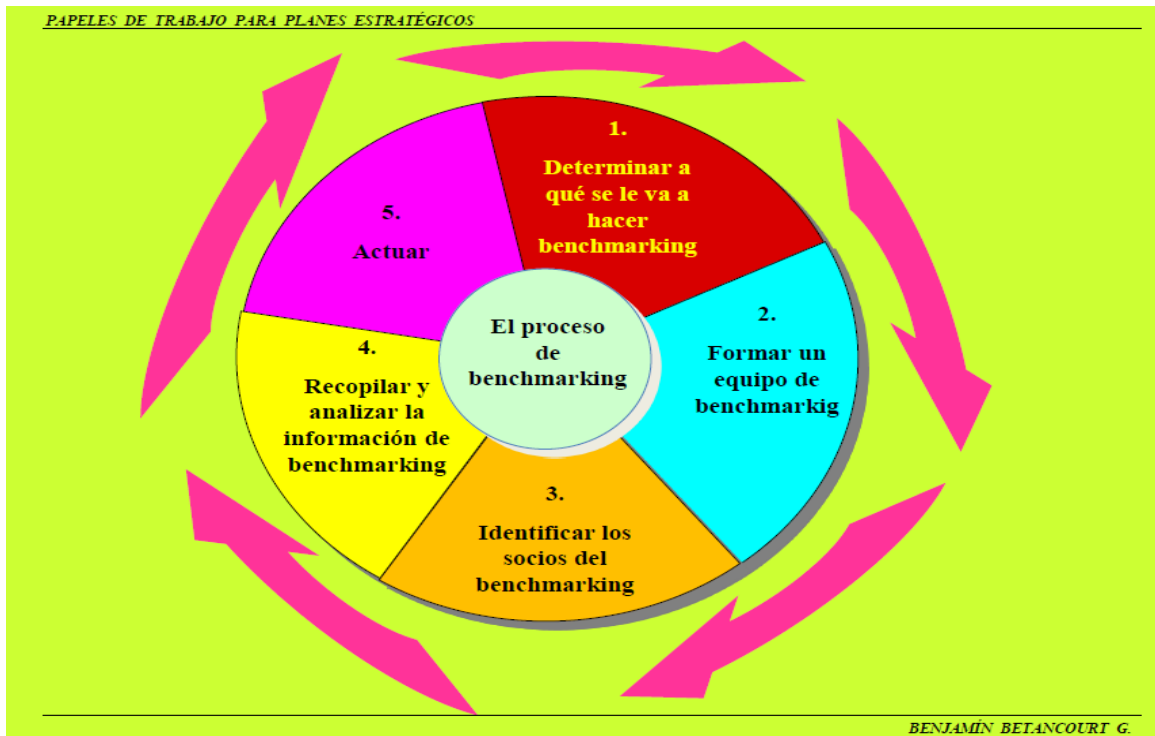 PAPELES DE TRABAJO PARA PLANES ESTRATÉGICOS
1.
Determinar a
qué se le va a
hacer
benchmarking
2.
Formar un
equipo de
benchmarkig
3.
Identificar los
socios del
benchmarking
4.
Recopilar y
analizar la
información de
benchmarking
5.
Actuar
El proceso
de
benchmarking
BENJAMÍN BETANCOURT G.